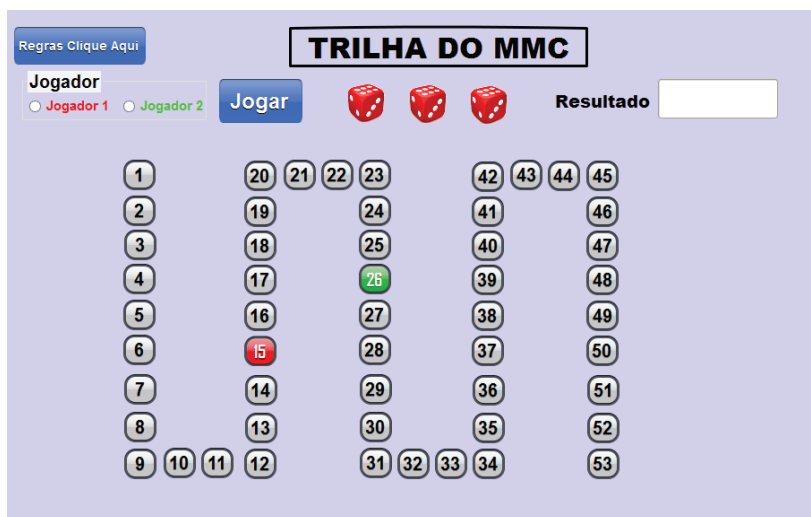 Regras Clique Aqui
TRILHA DO MMC
Jogador
Jogador 1 Jogador 2
Jogar
Resultado
1 20 21 22 23 42 43 44 45
2 19 24 41 46
3 18 25 40 47
4 17 26 39 48
5 16 27 38 49
6 15 28 37 50
7 14 29 36 51
8 13 30 35 52
9 10 11 12 31 32 33 34 53